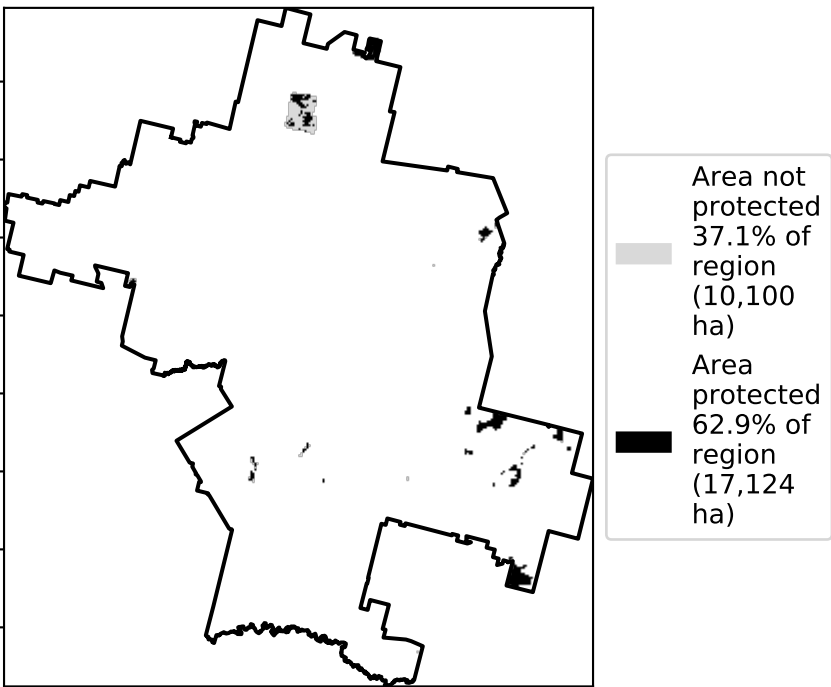 Area not
protected
37.1% of
region
(10,100
ha)
Area
protected
62.9% of
region
(17,124
ha)